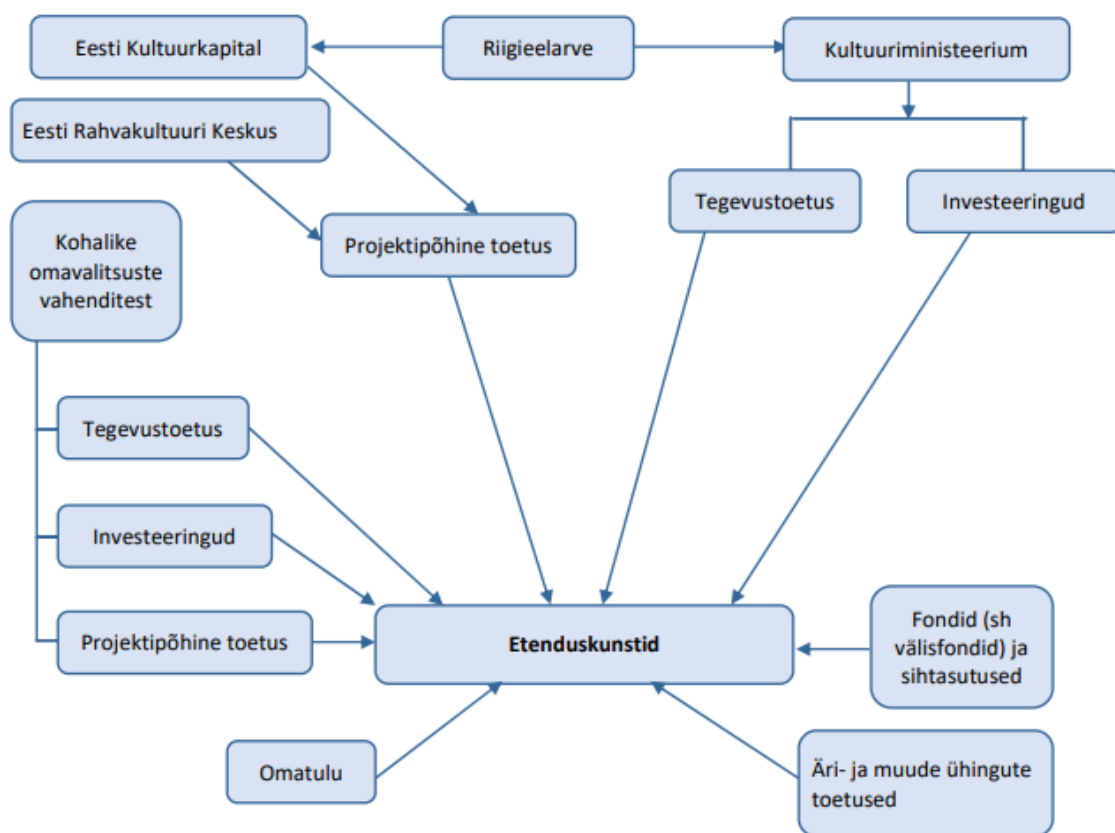 Eesti Kultuurkapital
Riigieelarve
Kultuuriministeerium
Eesti Rahvakultuuri Keskus
Tegevustoetus
Investeeringud
Kohalike
omavalitsuste
vahenditest
Projektipõhine toetus
Tegevustoetus
Investeeringud
Projektipõhine toetus
Etenduskunstid
Fondid (sh
välisfondid) ja
sihtasutused
Omatulu
Äri- ja muude ühingute
toetused